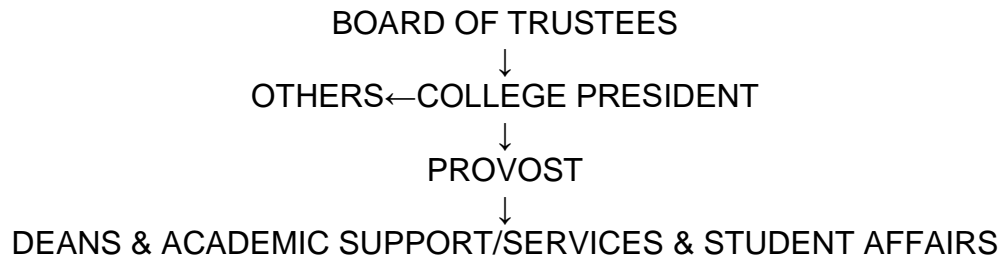 BOARD OF TRUSTEES
↓
OTHERS←COLLEGE PRESIDENT
↓
PROVOST
↓
DEANS & ACADEMIC SUPPORT/SERVICES & STUDENT AFFAIRS